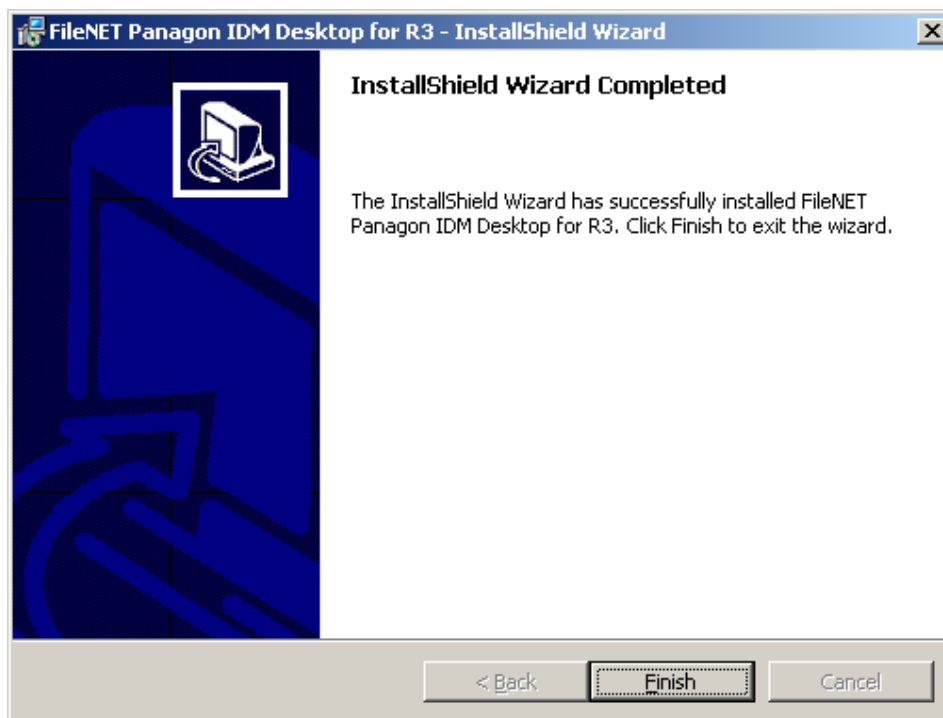 FileNET Panagon IDM Desktop for R3 - InstallShield Wizard
InstallShield Wizard Completed
The InstallShield Wizard has successfully installed FileNET
Panagon IDM Desktop for R3. Click Finish to exit the wizard.
< Back
Finish
Cancel